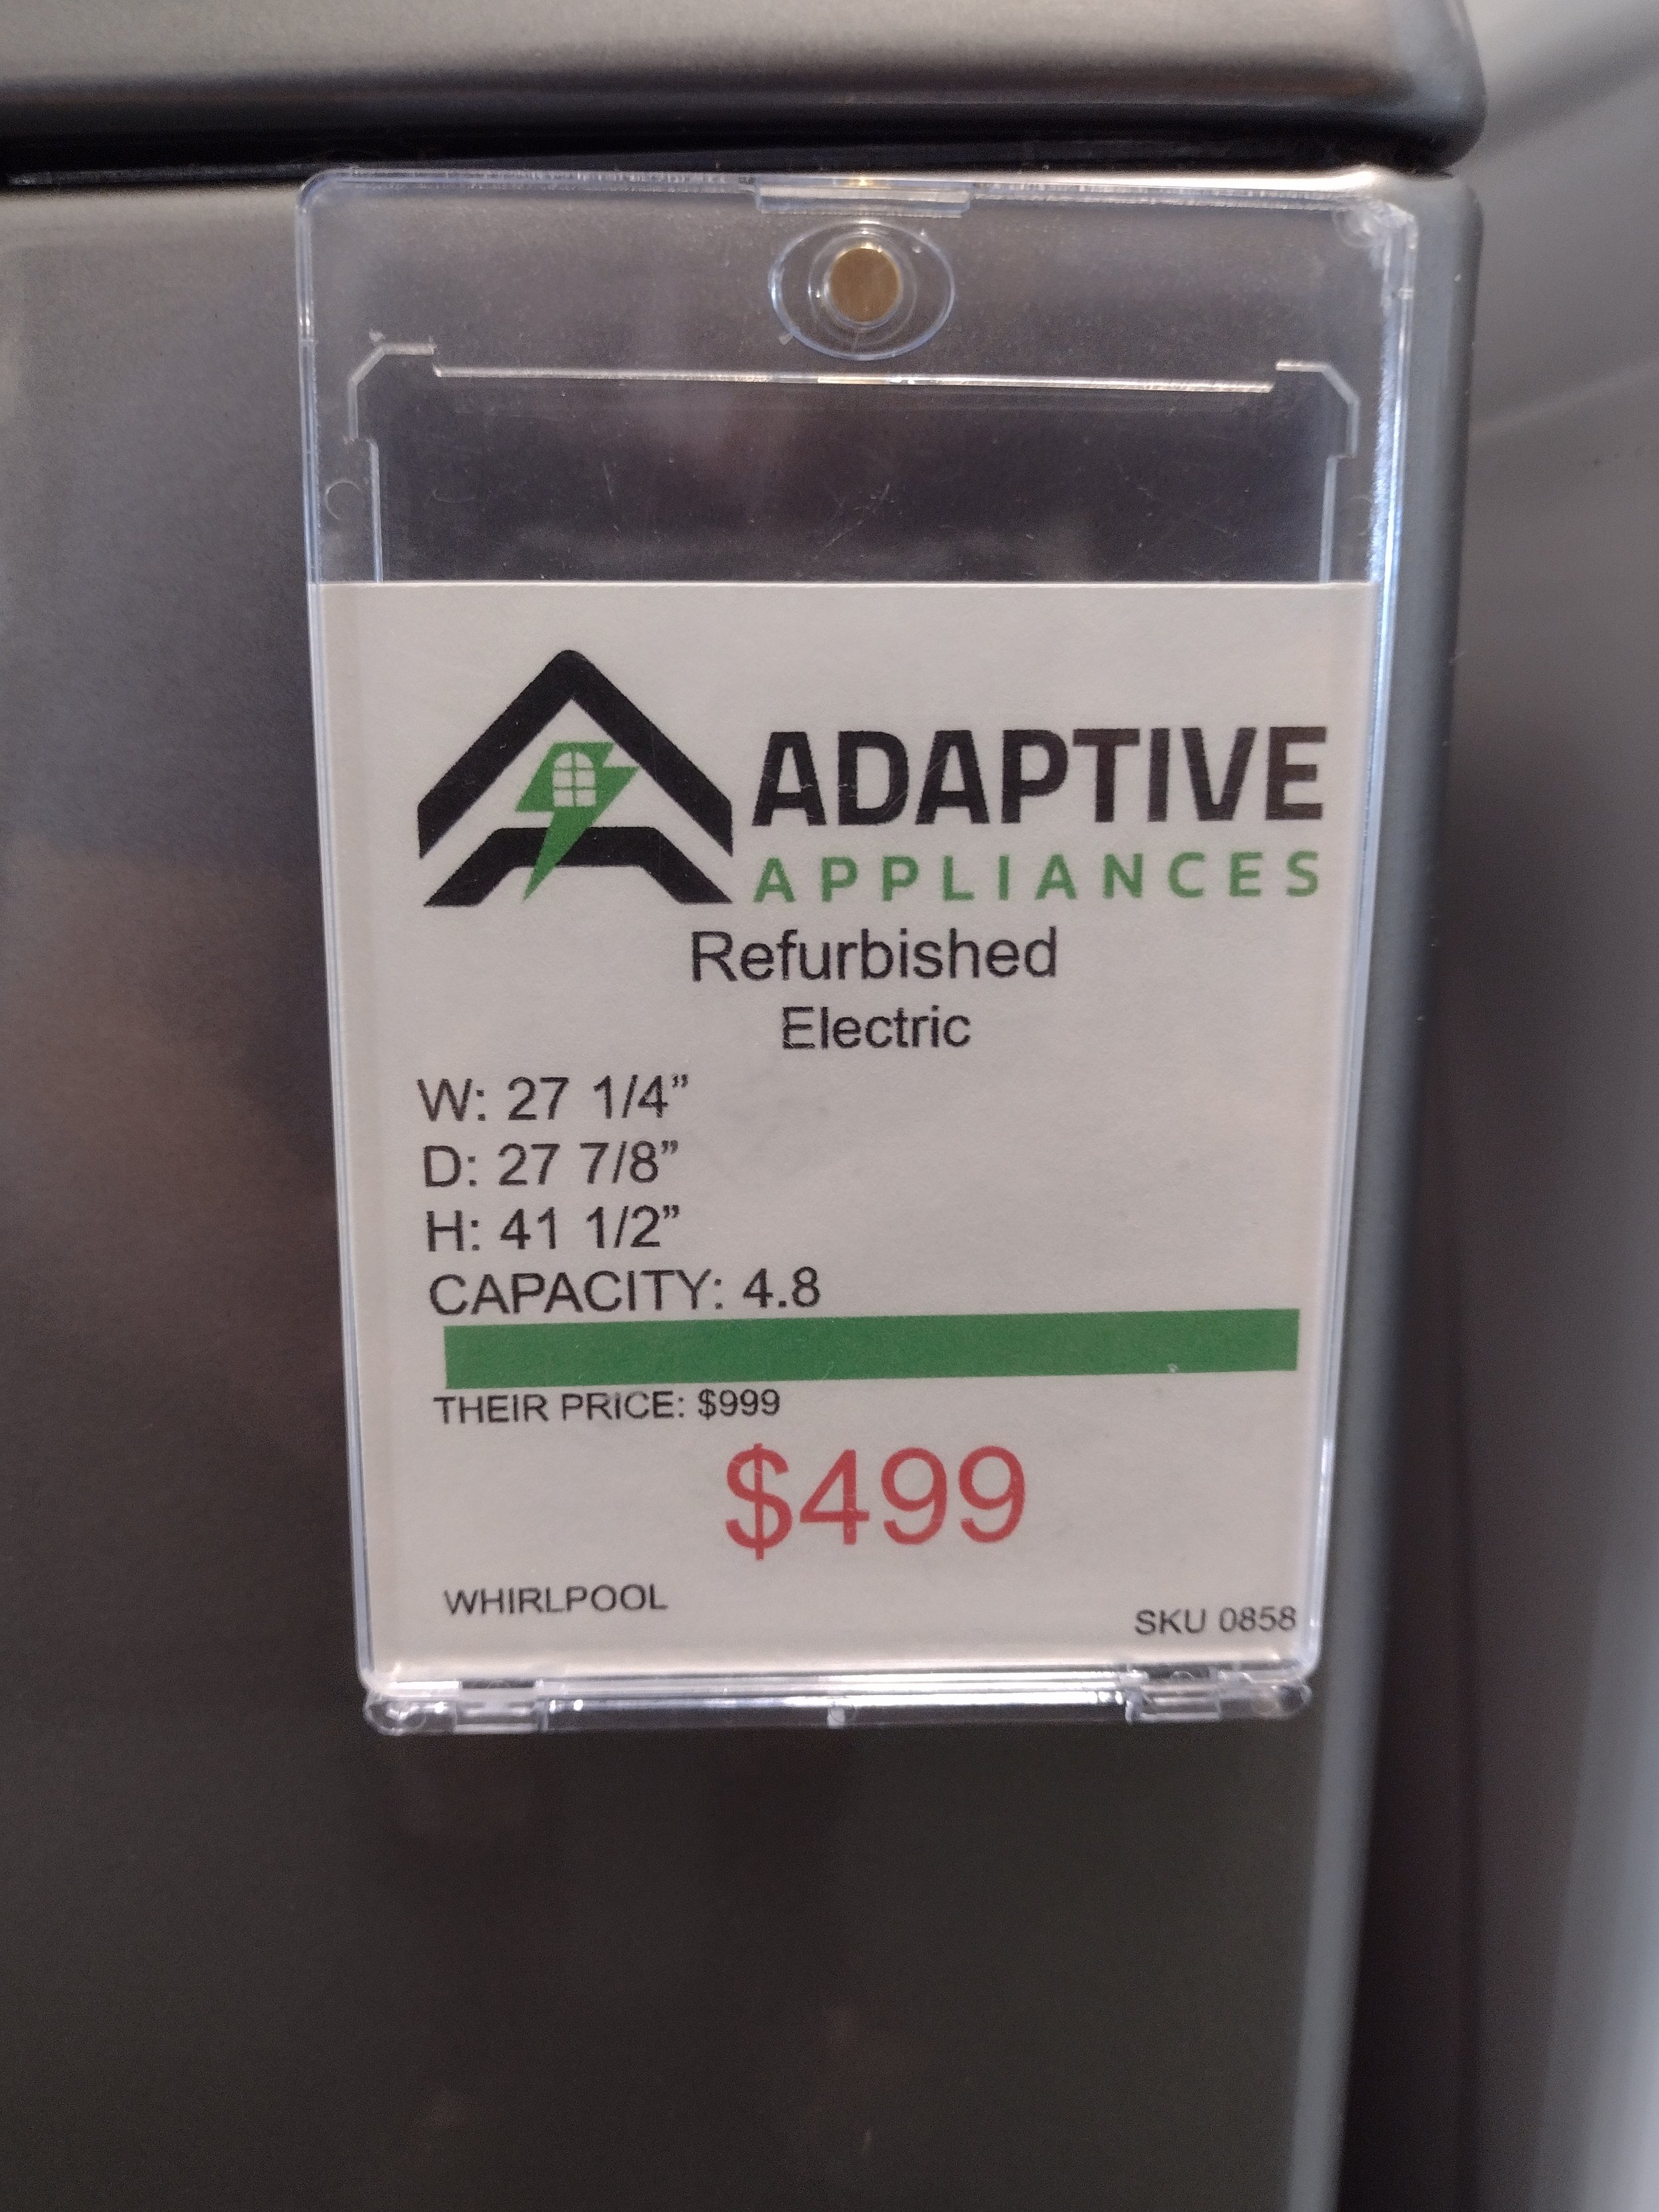 ADAPTIVE
APPLIANCES
Refurbished
Electric
W: 27 1/4”
D: 27 7/8”
H: 41 1/2”
CAPACITY: 4.8
THEIR PRICE: $999
$499
WHIRLPOOL
SKU 0858